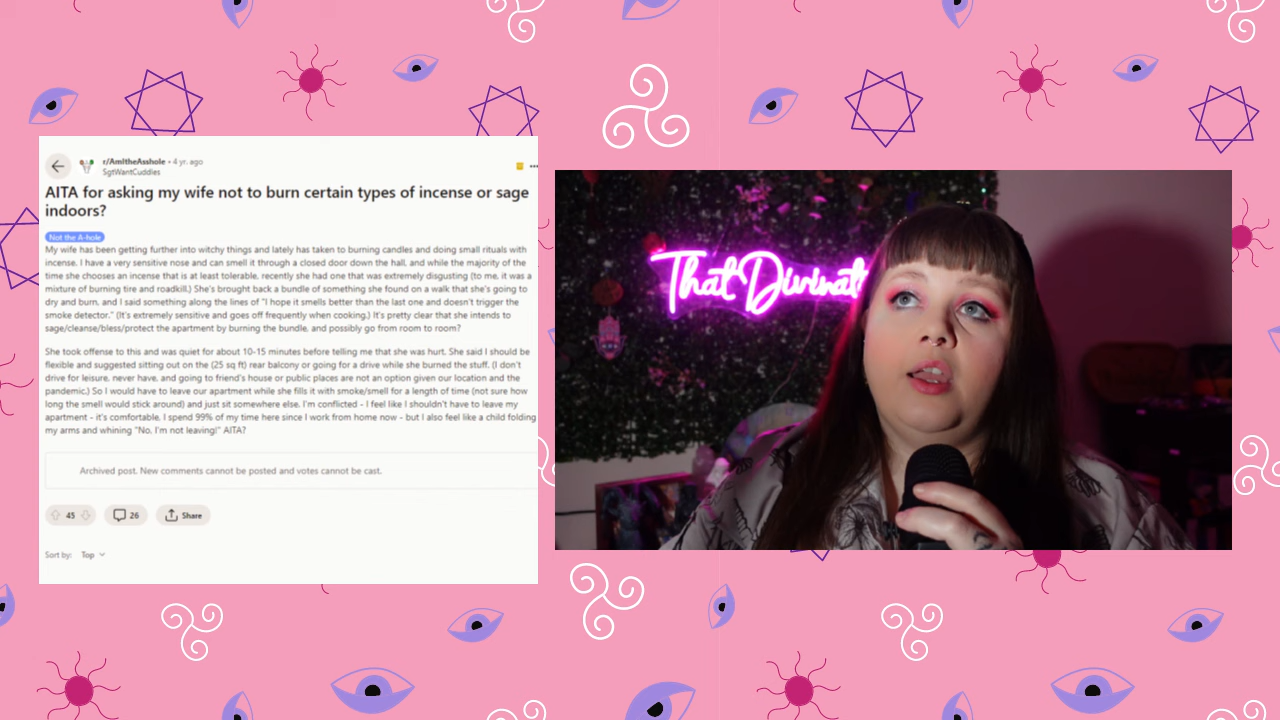 r/AmItheAsshole • 4 yr. ago
SgtWantCuddies
AITA for asking my wife not to burn certain types of incense or sage
indoors?
Not the A-hole
My wife has been getting further into witchy things and lately has taken to burning candles and doing small rituals with
incense. I have a very sensitive nose and can smell it through a closed door down the hall, and while the majority of the
time she chooses an incense that is at least tolerable, recently she had one that was extremely disgusting (to me, it was a
mixture of burning tire and roadkill.) She's brought back a bundle of something she found on a walk that she's going to
dry and burn, and I said something along the lines of "I hope it smells better than the last one and doesn't trigger the
smoke detector." (It's extremely sensitive and goes off frequently when cooking.) It's pretty clear that she intends to
sage/cleanse/bless/protect the apartment by burning the bundle, and possibly go from room to room?
She took offense to this and was quiet for about 10-15 minutes before telling me that she was hurt. She said I should be
flexible and suggested sitting out on the (25 sq ft) rear balcony or going for a drive while she burned the stuff. (I don't
drive for leisure, never have, and going to friend's house or public places are not an option given our location and the
pandemic.) So I would have to leave our apartment while she fills it with smoke/smell for a length of time (not sure how
long the smell would stick around) and just sit somewhere else. I'm conflicted - I feel like I shouldn't have to leave my
apartment - it's comfortable, I spend 99% of my time here since I work from home now - but I also feel like a child folding
my arms and whining "No, I'm not leaving!" AITA?
Archived post. New comments cannot be posted and votes cannot be cast.
45 26 Share
Sort by: Top
That Divinat